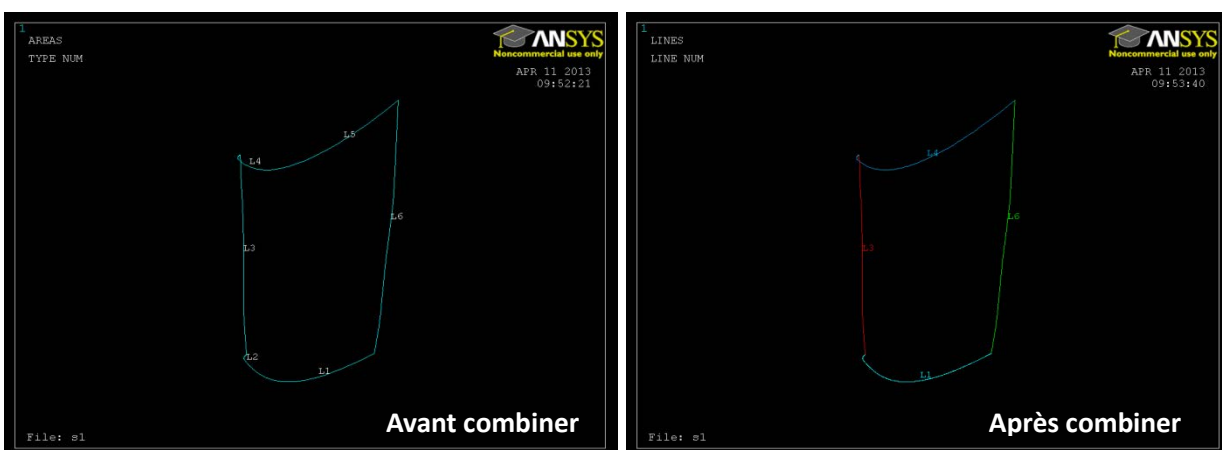 1
AREAS
TYPE NUM
ANSYS
Noncommercial use only
APR 11 2013
09:52:21
L5
L4
L6
L3
L2
L1
Avant combiner
File: s1
1
LINES
LINE NUM
ANSYS
Noncommercial use only
APR 11 2013
09:53:40
L4
L6
L3
L1
Après combiner
File: s1